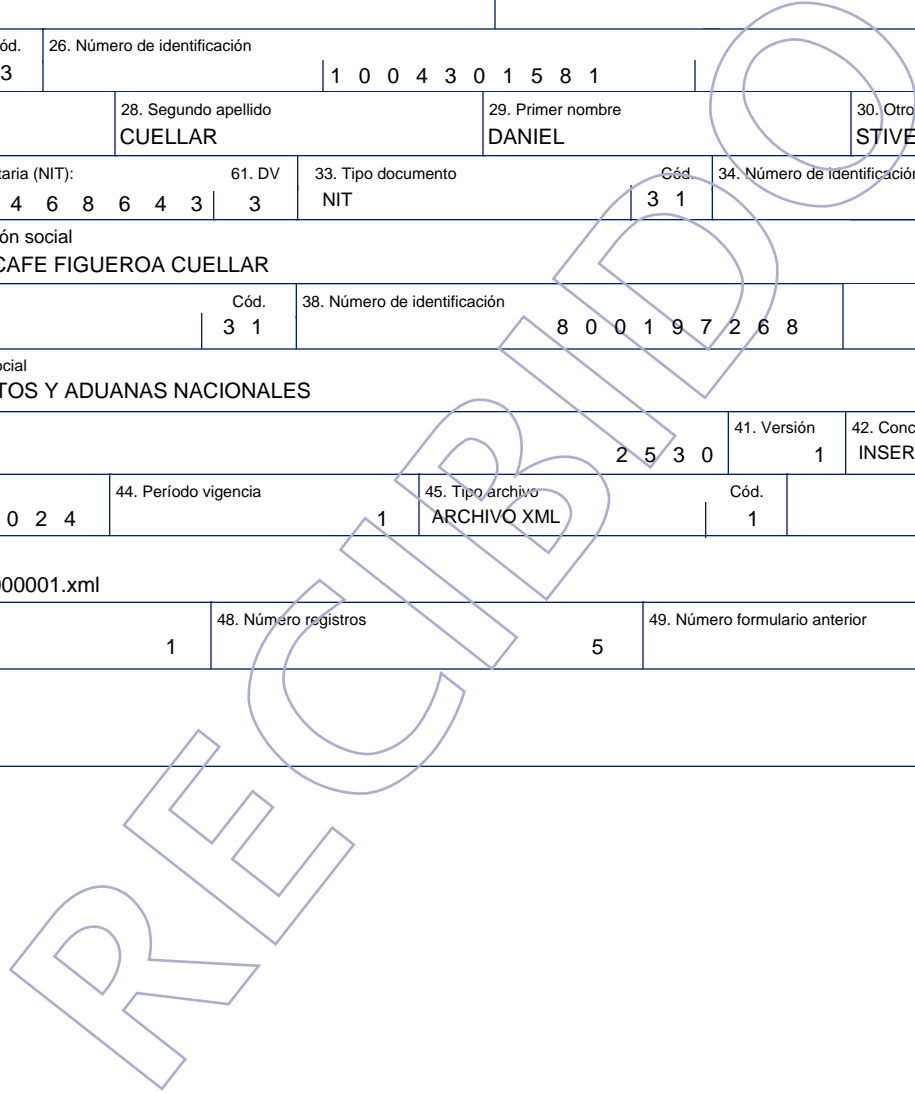 ód. 26. Número de identificación
3 1 0 0 4 3 0 1 5 8 1
28. Segundo apellido 29. Primer nombre 30. Otro
CUELLAR DANIEL STIVE
taria (NIT): 61. DV 33. Tipo documento Cód. 34. Número de identificación
4 6 8 6 4 3 3 NIT 3 1
ón social
CAFE FIGUEROA CUELLAR
Cód. 38. Número de identificación
3 1 8 0 0 1 9 7 2 6 8
ocial
TOS Y ADUANAS NACIONALES
41. Versión 42. Conc
2 5 3 0 1 INSER
44. Período vigencia 45. Tipo archivo Cód.
0 2 4 1 ARCHIVO XML 1
000001.xml
48. Número registros 49. Número formulario anterior
1 5
RECIBIDO